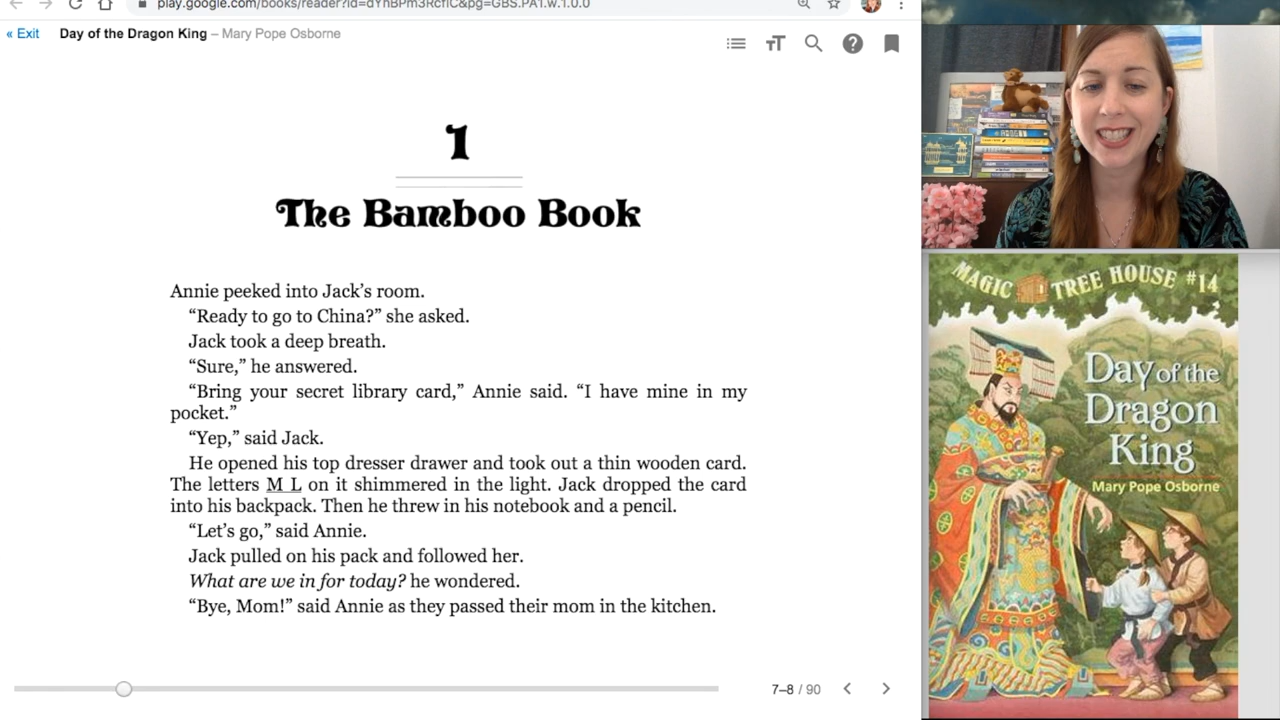 play.google.com/books/reader?id=dYnBPm3RcfIC&pg=GBS.PA1.w.1.0.0
« Exit Day of the Dragon King – Mary Pope Osborne
1
The Bamboo Book
Annie peeked into Jack’s room.
“Ready to go to China?” she asked.
Jack took a deep breath.
“Sure,” he answered.
“Bring your secret library card,” Annie said. “I have mine in my
pocket.”
“Yep,” said Jack.
He opened his top dresser drawer and took out a thin wooden card.
The letters M L on it shimmered in the light. Jack dropped the card
into his backpack. Then he threw in his notebook and a pencil.
“Let’s go,” said Annie.
Jack pulled on his pack and followed her.
What are we in for today? he wondered.
“Bye, Mom!” said Annie as they passed their mom in the kitchen.
7–8 / 90
MAGIC TREE HOUSE #14
Day of the
Dragon
King
Mary Pope Osborne